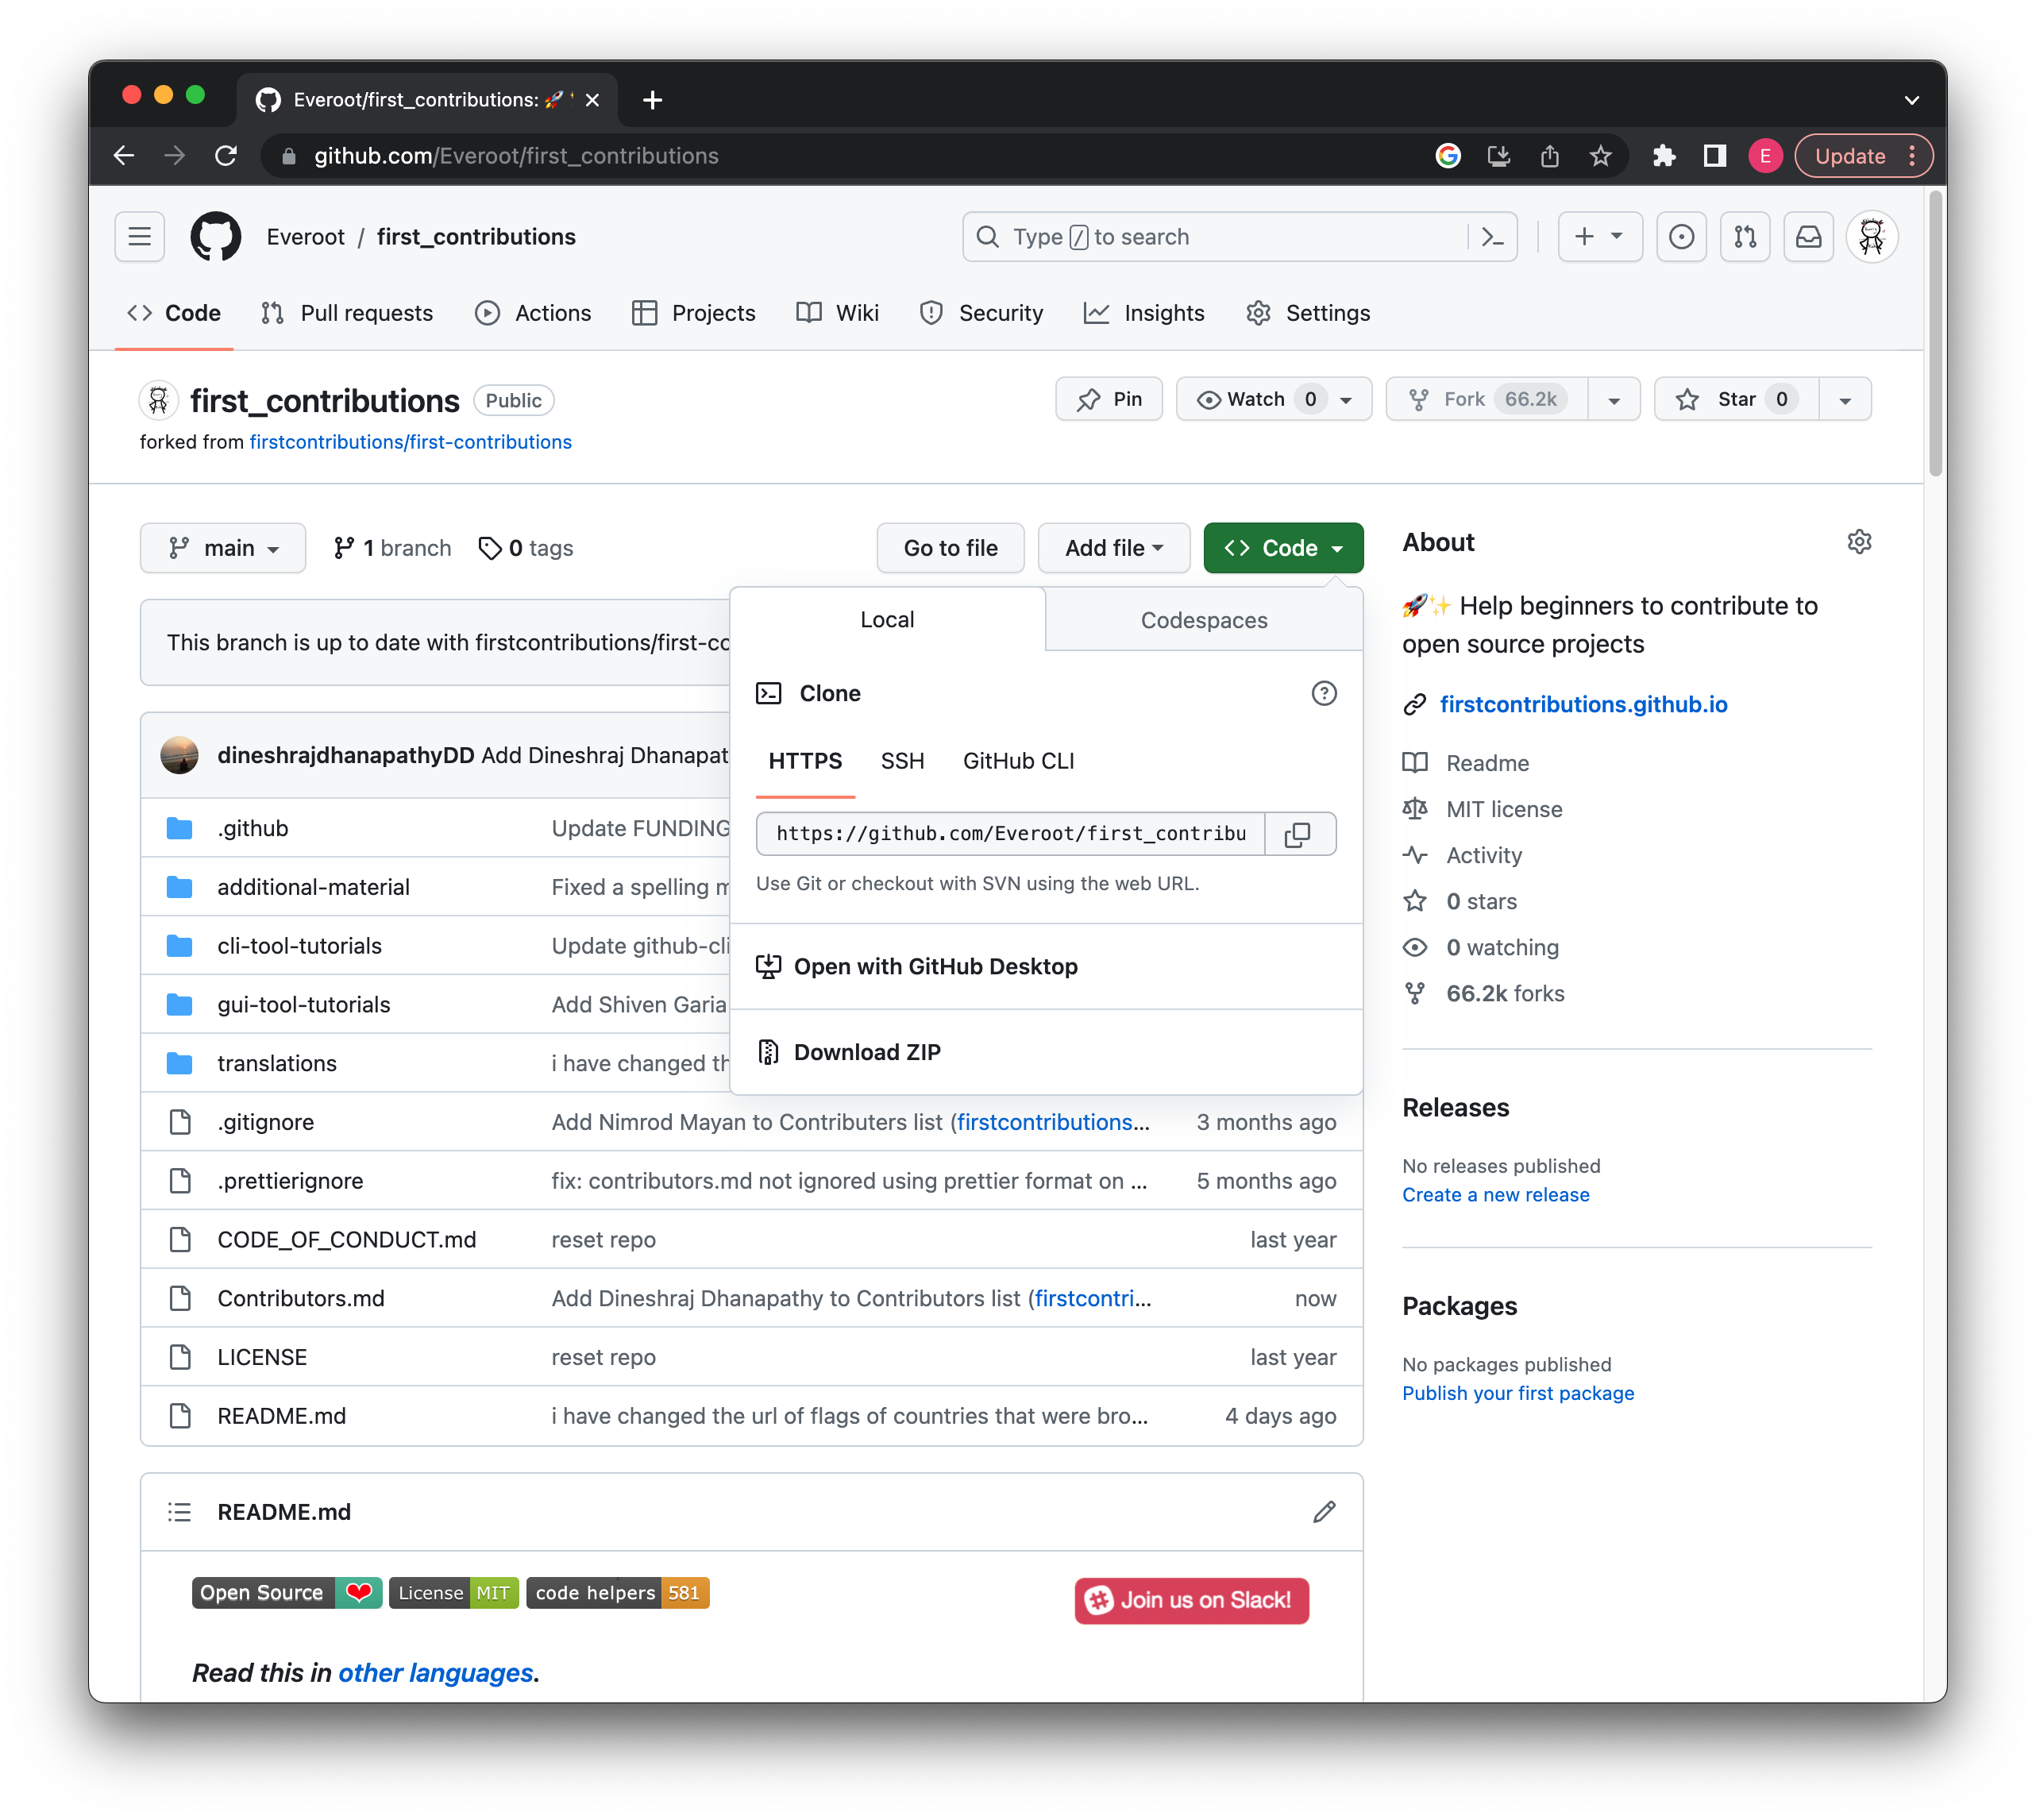 Everoot/first_contributions: 🚀
github.com/Everoot/first_contributions
E
Update
Everoot / first_contributions
Type / to search
Code
Pull requests
Actions
Projects
Wiki
Security
Insights
Settings
first_contributions
Public
Pin
Watch 0
Fork 66.2k
Star 0
forked from firstcontributions/first-contributions
main
1 branch
0 tags
Go to file
Add file
Code
This branch is up to date with firstcontributions/first-co
dineshrajdhanapathyDD Add Dineshraj Dhanapat
.github
Update FUNDING
additional-material
Fixed a spelling m
cli-tool-tutorials
Update github-cli
gui-tool-tutorials
Add Shiven Garia
translations
i have changed th
.gitignore
Add Nimrod Mayan to Contributers list (firstcontributions...
3 months ago
.prettierignore
fix: contributors.md not ignored using prettier format on ...
5 months ago
CODE_OF_CONDUCT.md
reset repo
last year
Contributors.md
Add Dineshraj Dhanapathy to Contributors list (firstcontri...
now
LICENSE
reset repo
last year
README.md
i have changed the url of flags of countries that were bro...
4 days ago
Local
Codespaces
Clone
HTTPS
SSH
GitHub CLI
https://github.com/Everoot/first_contribu
Use Git or checkout with SVN using the web URL.
Open with GitHub Desktop
Download ZIP
About
🚀✨ Help beginners to contribute to
open source projects
firstcontributions.github.io
Readme
MIT license
Activity
0 stars
0 watching
66.2k forks
Releases
No releases published
Create a new release
Packages
No packages published
Publish your first package
README.md
Open Source
License MIT
code helpers 581
Join us on Slack!
Read this in other languages.